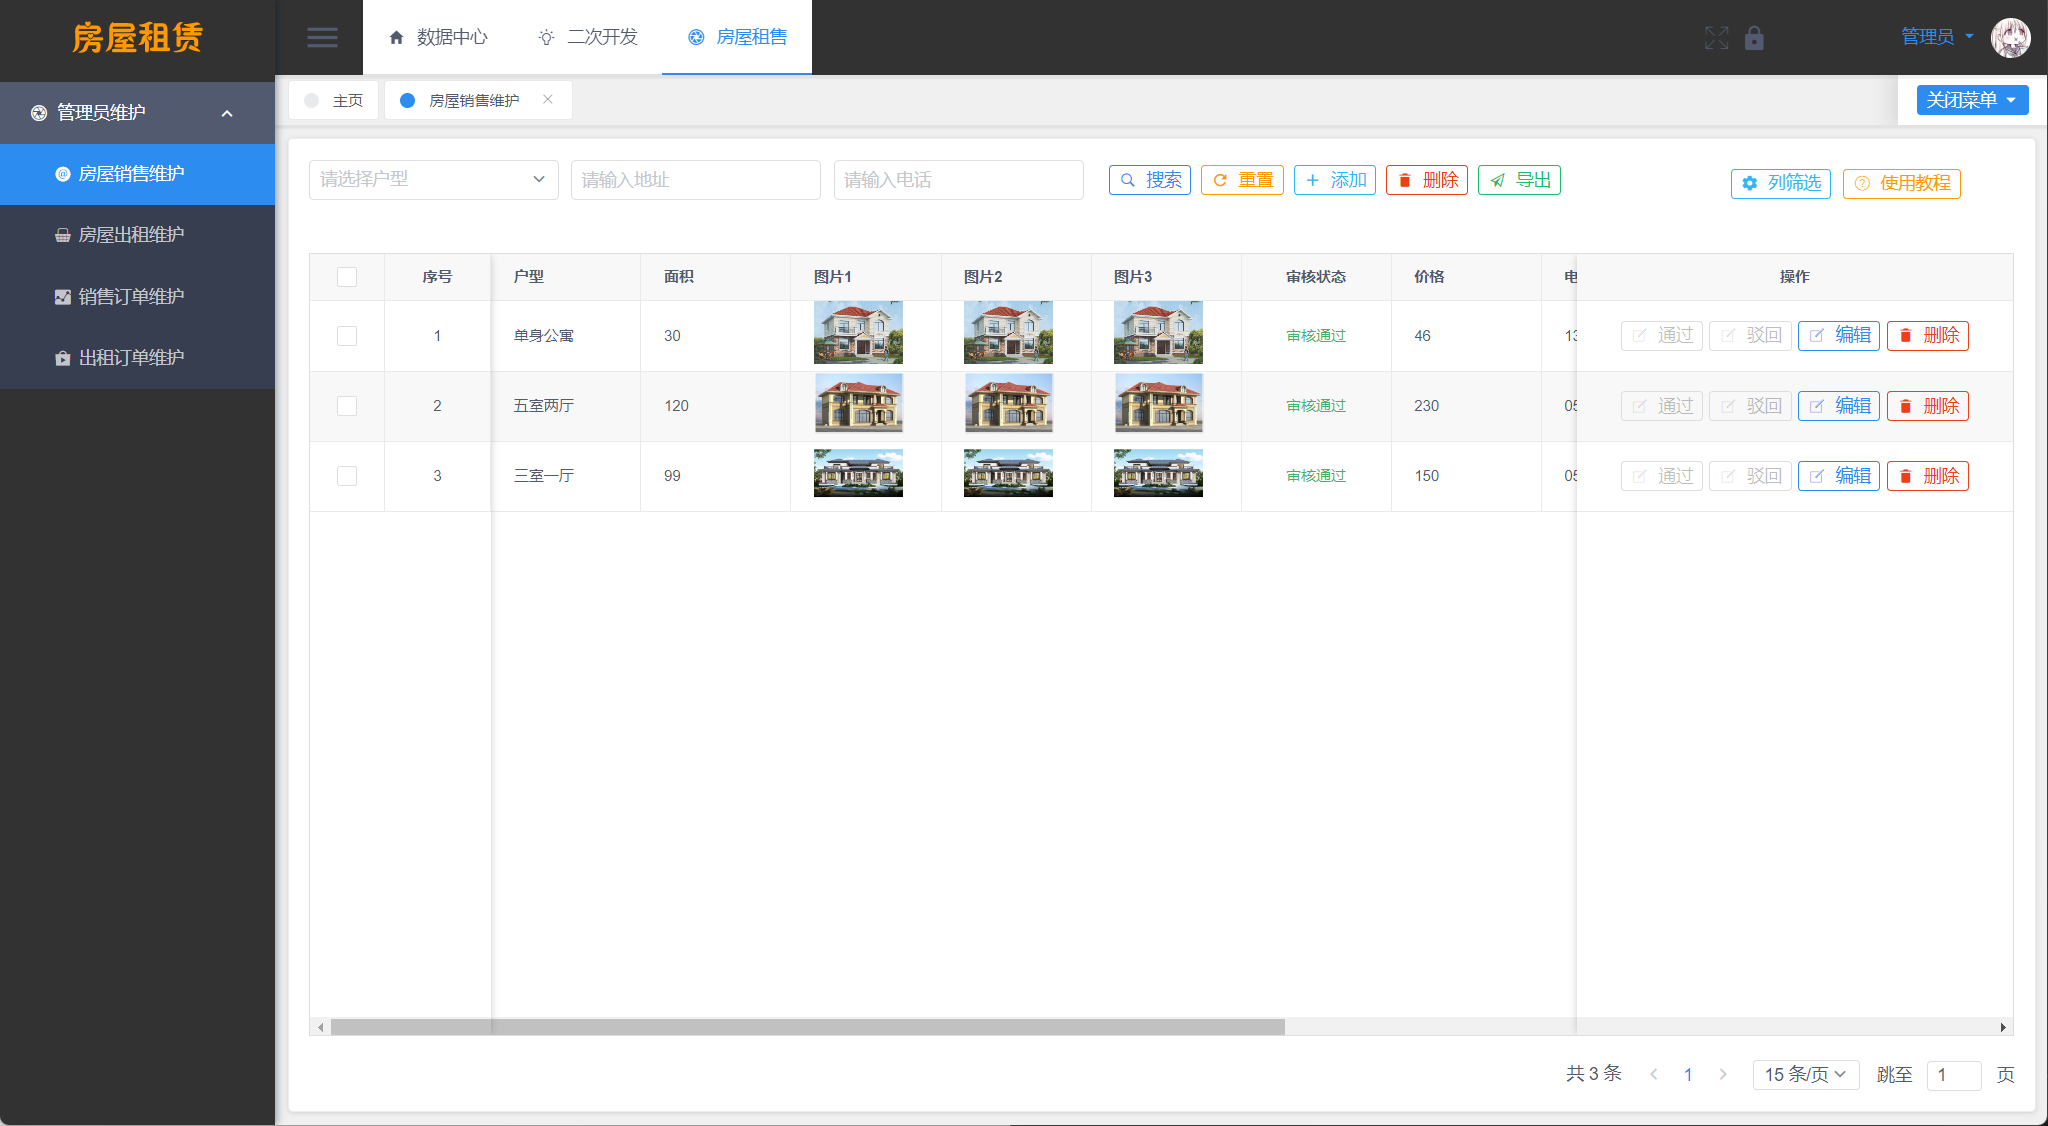 房屋租赁
数据中心 二次开发 房屋租售 管理员
主页 房屋销售维护 关闭菜单
管理员维护
房屋销售维护
房屋出租维护
销售订单维护
出租订单维护
请选择户型 请输入地址 请输入电话 搜索 重置 添加 删除 导出 列筛选 使用教程
序号 户型 面积 图片1 图片2 图片3 审核状态 价格 电 操作
1 单身公寓 30 审核通过 46 13 通过 驳回 编辑 删除
2 五室两厅 120 审核通过 230 05 通过 驳回 编辑 删除
3 三室一厅 99 审核通过 150 05 通过 驳回 编辑 删除
共 3 条 1 15 条/页 跳至 1 页